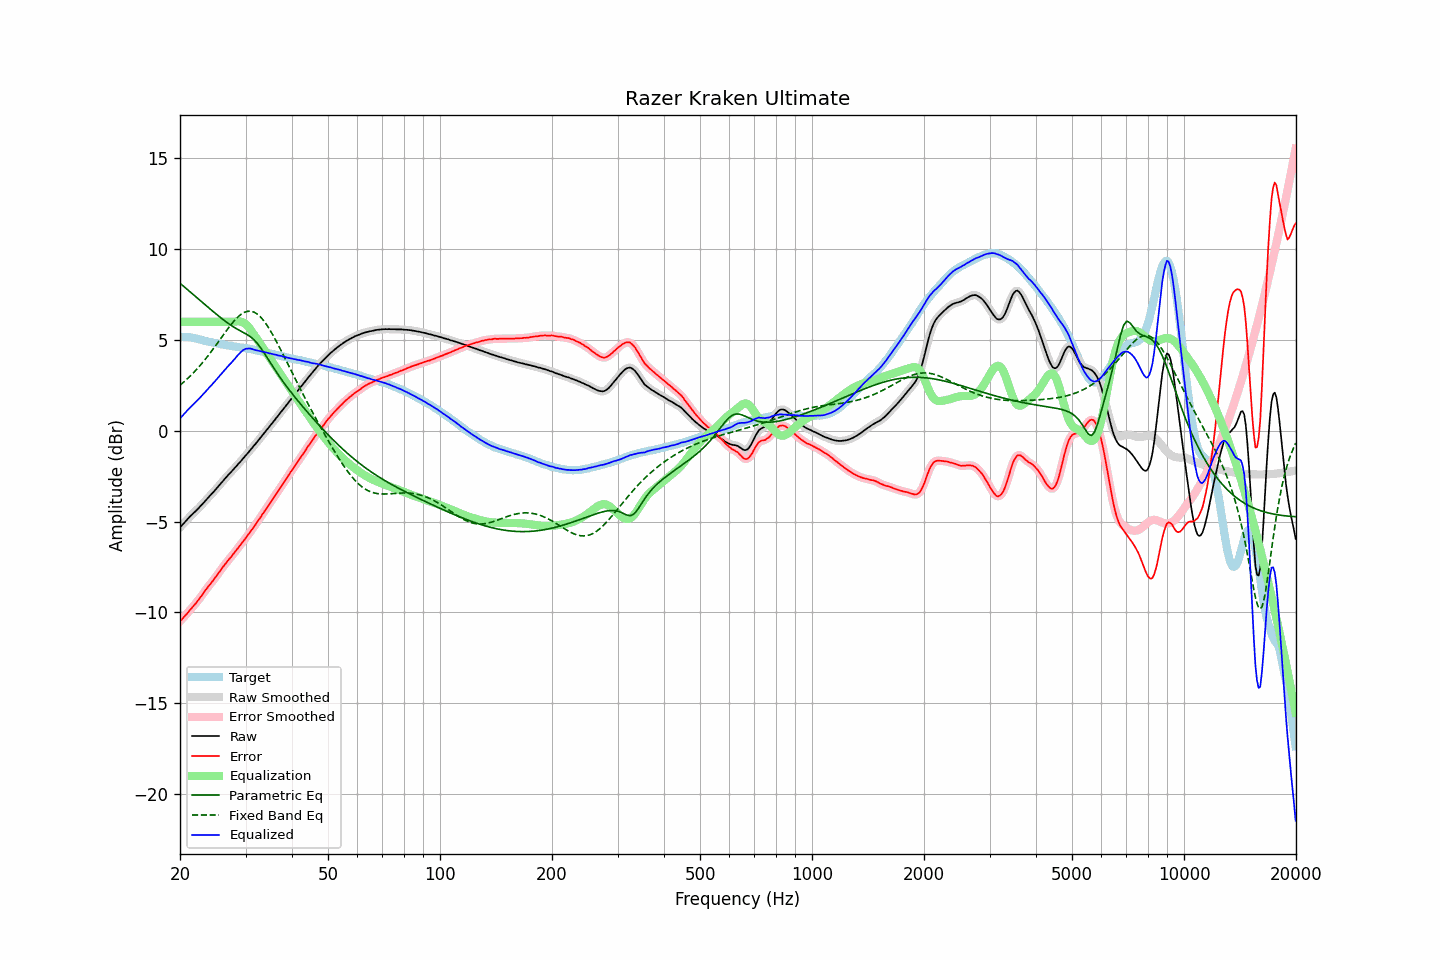 Razer Kraken Ultimate
Amplitude (dBr)
15
10
5
0
−5
−10
−15
−20
Target
Raw Smoothed
Error Smoothed
Raw
Error
Equalization
Parametric Eq
Fixed Band Eq
Equalized
20 50 100 200 500 1000 2000 5000 10000 20000
Frequency (Hz)